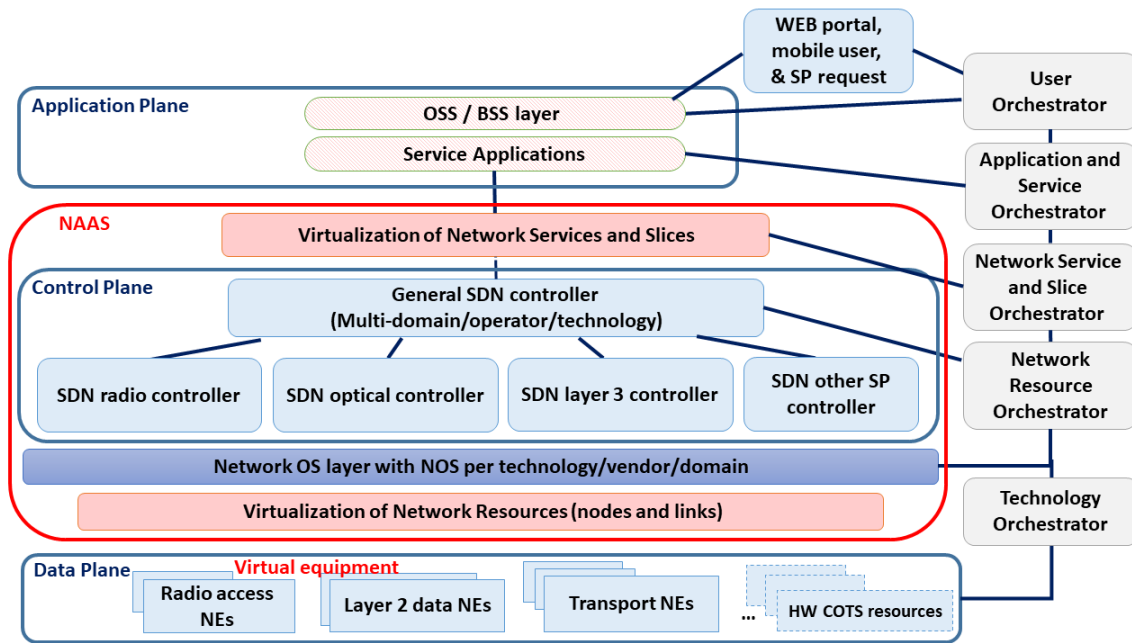 WEB portal,
mobile user,
& SP request
User
Orchestrator
Application Plane
OSS / BSS layer
Service Applications
Application and
Service
Orchestrator
NAAS
Virtualization of Network Services and Slices
Network Service
and Slice
Orchestrator
Control Plane
General SDN controller
(Multi-domain/operator/technology)
Network
Resource
Orchestrator
SDN radio controller
SDN optical controller
SDN layer 3 controller
SDN other SP
controller
Network OS layer with NOS per technology/vendor/domain
Virtualization of Network Resources (nodes and links)
Technology
Orchestrator
Data Plane
Virtual equipment
Radio access
NEs
Layer 2 data NEs
Transport NEs
...
HW COTS resources